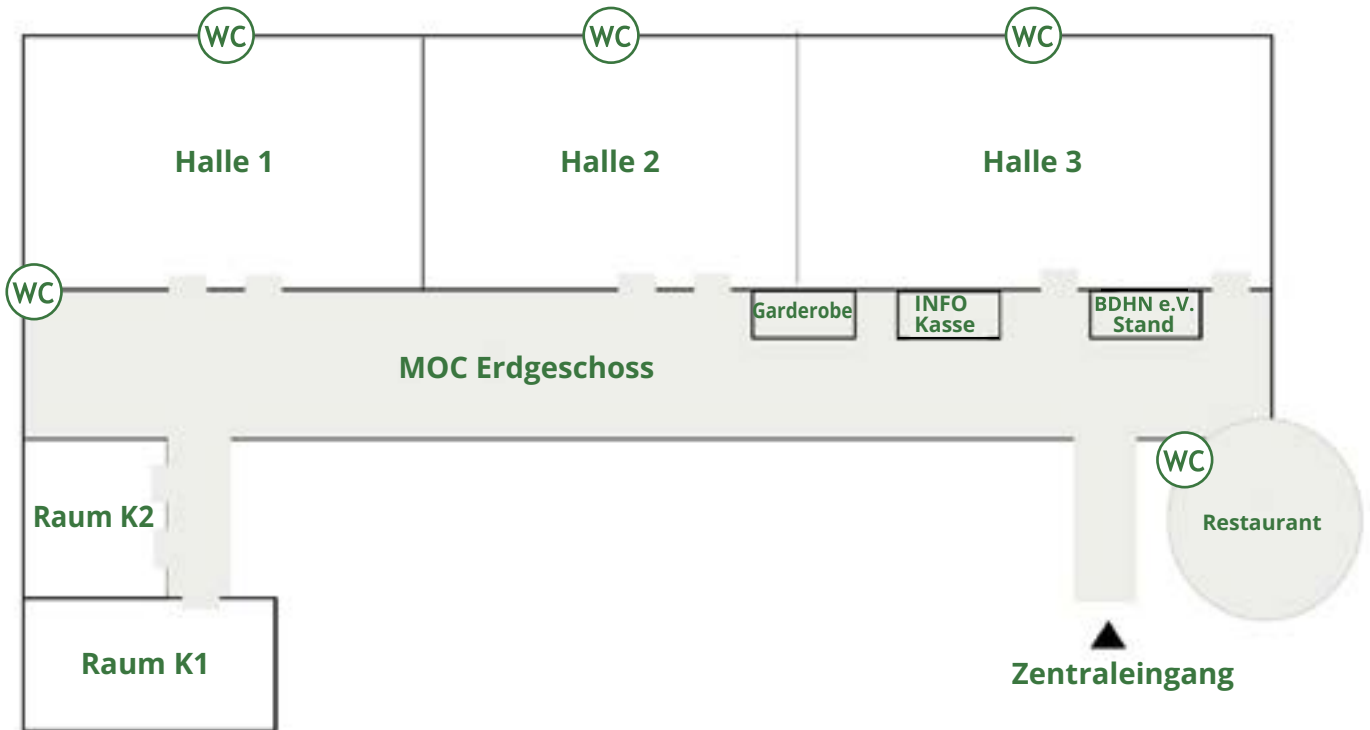 WC
WC
WC
Halle 1
Halle 2
Halle 3
WC
Garderobe
INFO
Kasse
BDHN e.V.
Stand
MOC Erdgeschoss
WC
Raum K2
Restaurant
Raum K1
Zentraleingang